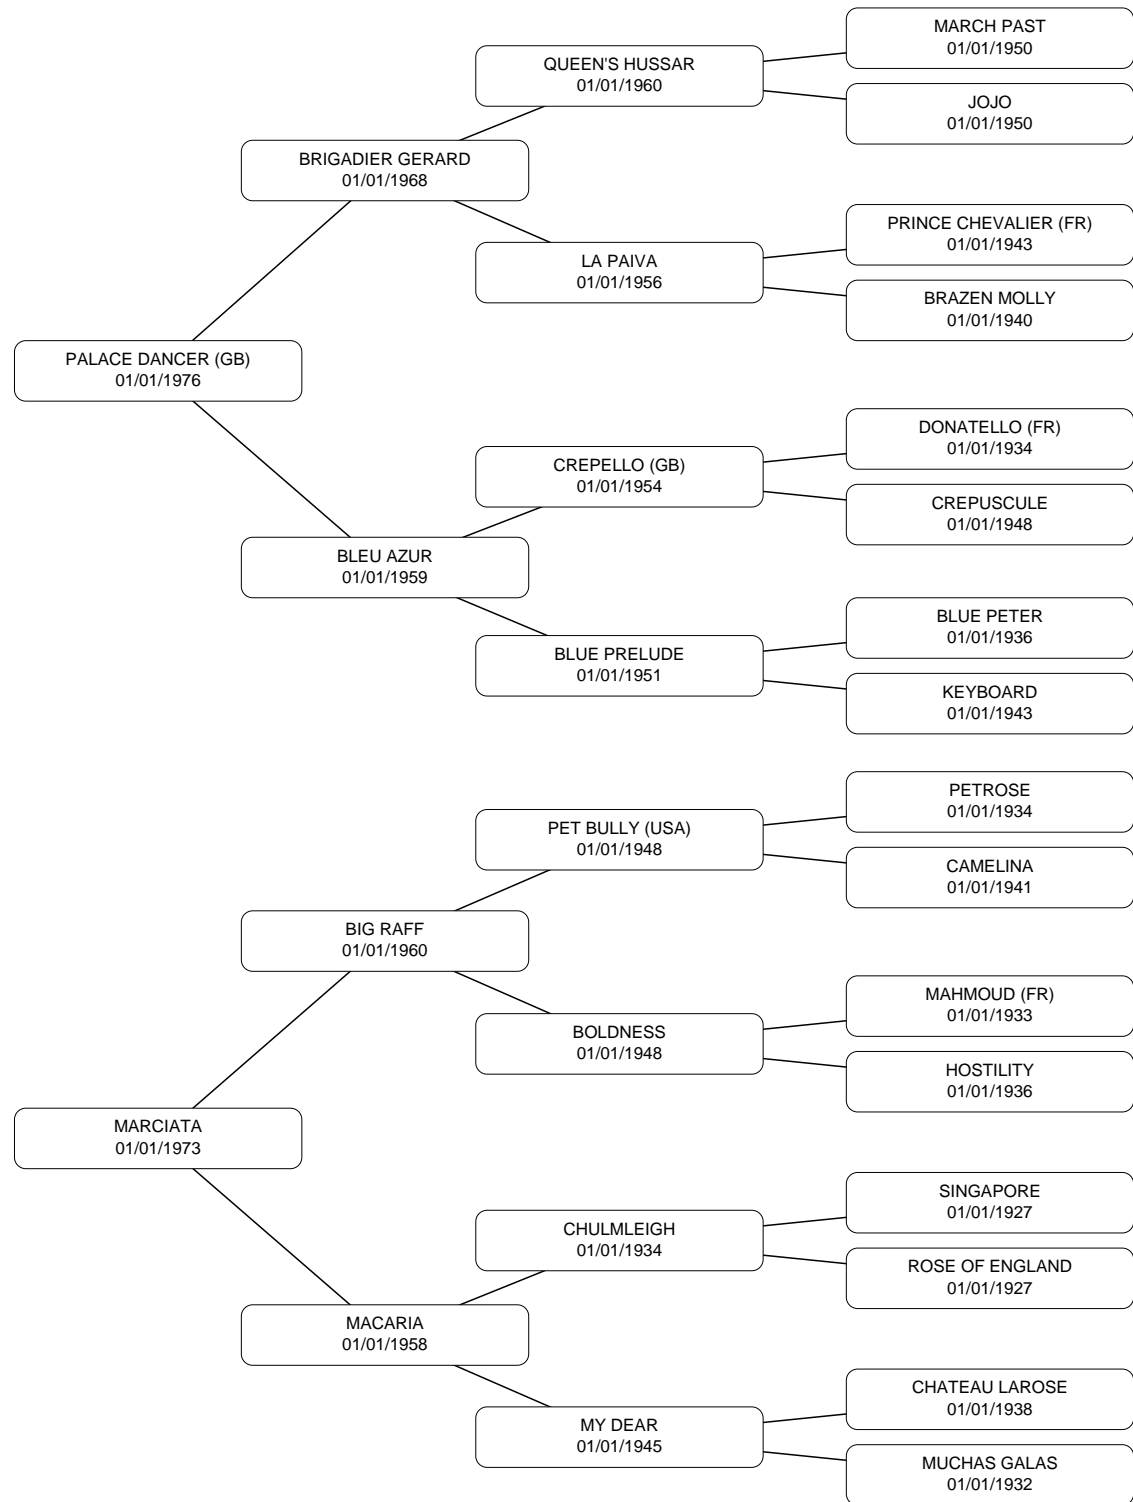 MARCH PAST
01/01/1950
QUEEN'S HUSSAR
01/01/1960
JOJO
01/01/1950
BRIGADIER GERARD
01/01/1968
PRINCE CHEVALIER (FR)
01/01/1943
LA PAIVA
01/01/1956
BRAZEN MOLLY
01/01/1940
PALACE DANCER (GB)
01/01/1976
DONATELLO (FR)
01/01/1934
CREPELLO (GB)
01/01/1954
CREPUSCULE
01/01/1948
BLEU AZUR
01/01/1959
BLUE PETER
01/01/1936
BLUE PRELUDE
01/01/1951
KEYBOARD
01/01/1943
PETROSE
01/01/1934
PET BULLY (USA)
01/01/1948
CAMELINA
01/01/1941
BIG RAFF
01/01/1960
MAHMOUD (FR)
01/01/1933
BOLDNESS
01/01/1948
HOSTILITY
01/01/1936
MARCIATA
01/01/1973
SINGAPORE
01/01/1927
CHULMLEIGH
01/01/1934
ROSE OF ENGLAND
01/01/1927
MACARIA
01/01/1958
CHATEAU LAROSE
01/01/1938
MY DEAR
01/01/1945
MUCHAS GALAS
01/01/1932